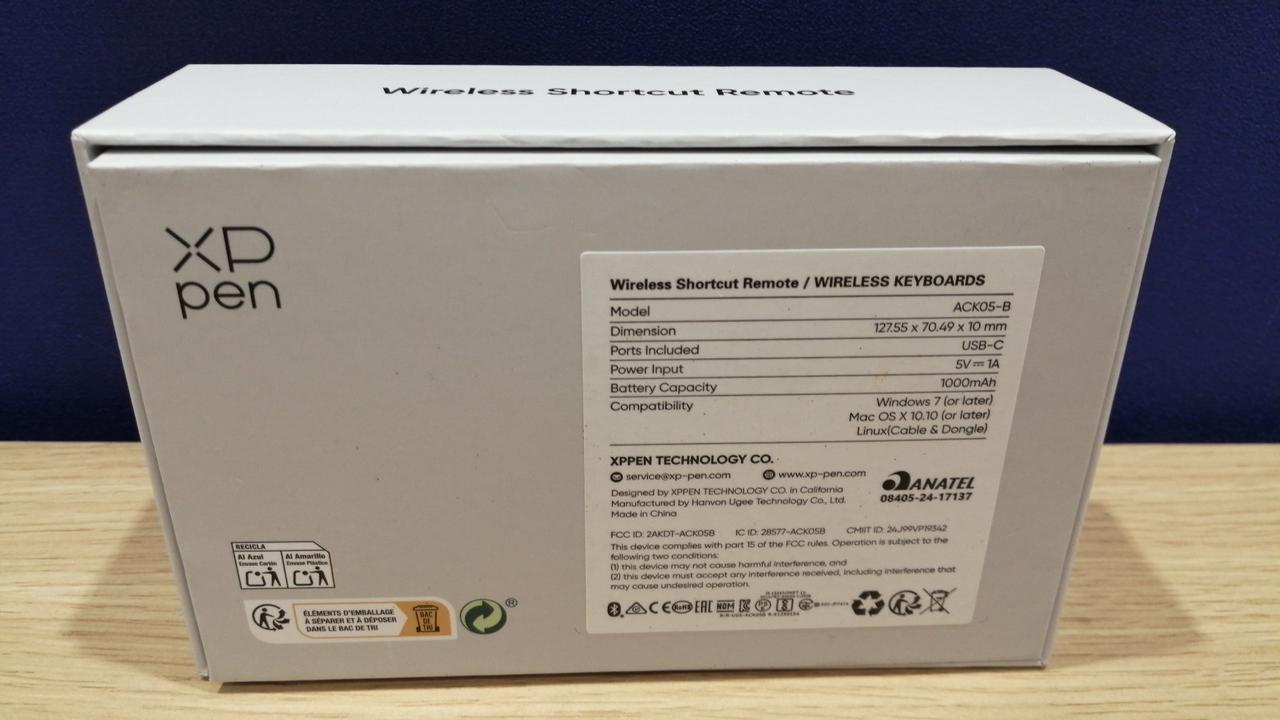 Wireless Shortcut Remote
XP
pen
Wireless Shortcut Remote / WIRELESS KEYBOARDS
Model ACK05-B
Dimension 127.55 x 70.49 x 10 mm
Ports Included USB-C
Power Input 5V⎓1A
Battery Capacity 1000mAh
Compatibility Windows 7 (or later)
Mac OS X 10.10 (or later)
Linux(Cable & Dongle)
XPPEN TECHNOLOGY CO.
service@xp-pen.com www.xp-pen.com
Designed by XPPEN TECHNOLOGY CO. in California
Manufactured by Hanvon Ugee Technology Co., Ltd.
Made in China
ANATEL
08405-24-17137
FCC ID: 2AKDT-ACK05B IC ID: 28577-ACK05B CMIIT ID: 24J99VP19342
This device complies with part 15 of the FCC rules. Operation is subject to the
following two conditions:
(1) this device may not cause harmful interference, and
(2) this device must accept any interference received, including interference that
may cause undesired operation.
CE RoHS EAC NOM
RECICLA
Al Azul Al Amarillo
Envase Cartón Envase Plástico
ÉLÉMENTS D'EMBALLAGE
À SÉPARER ET À DÉPOSER
DANS LE BAC DE TRI
BAC
DE
TRI
®